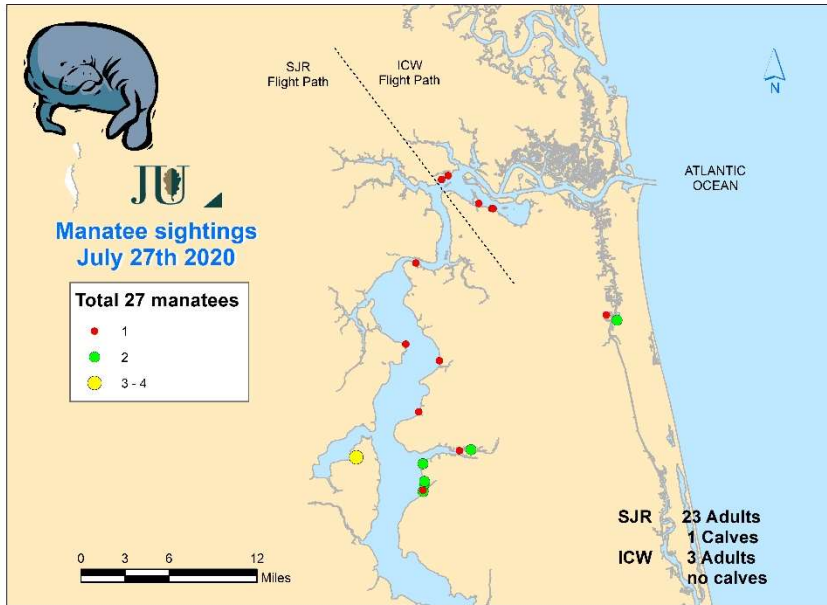 SJR
Flight Path
ICW
Flight Path
N
ATLANTIC
OCEAN
JU
Manatee sightings
July 27th 2020
Total 27 manatees
1
2
3 - 4
0 3 6 12
Miles
SJR 23 Adults
1 Calves
ICW 3 Adults
no calves